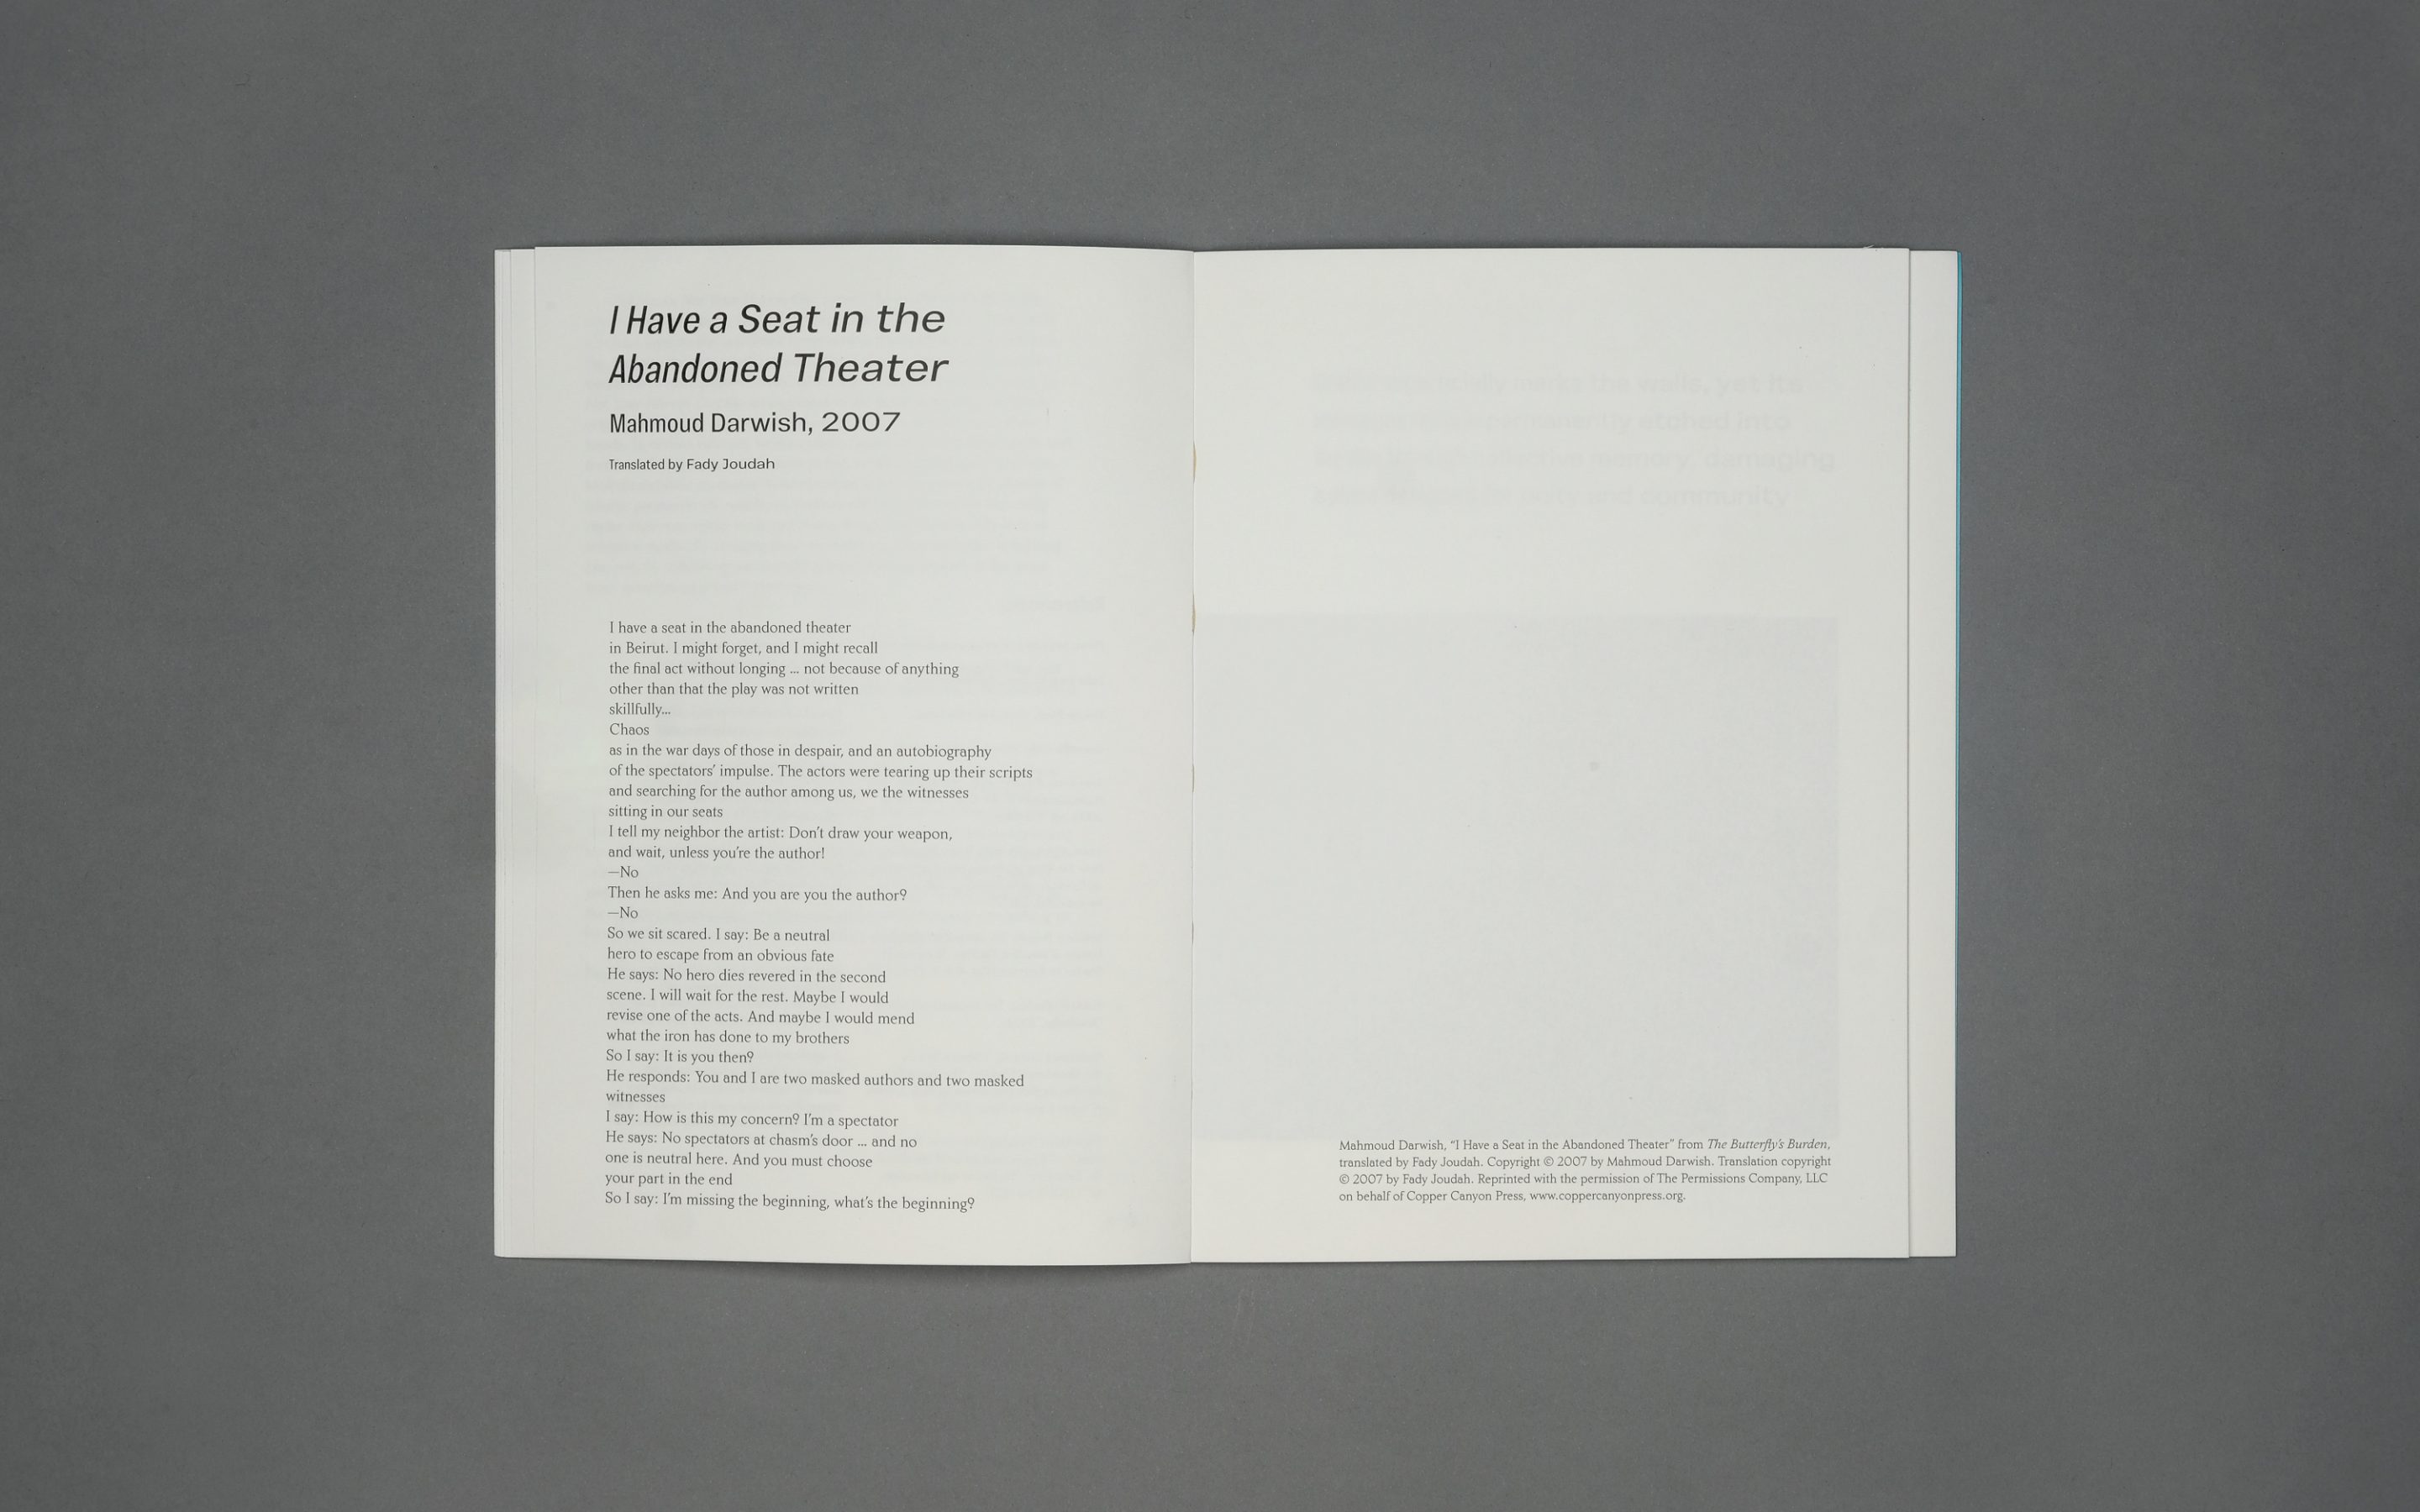 I Have a Seat in the
Abandoned Theater
Mahmoud Darwish, 2007
Translated by Fady Joudah
I have a seat in the abandoned theater
in Beirut. I might forget, and I might recall
the final act without longing ... not because of anything
other than that the play was not written
skillfully...
Chaos
as in the war days of those in despair, and an autobiography
of the spectators' impulse. The actors were tearing up their scripts
and searching for the author among us, we the witnesses
sitting in our seats
I tell my neighbor the artist: Don't draw your weapon,
and wait, unless you're the author!
—No
Then he asks me: And you are you the author?
—No
So we sit scared. I say: Be a neutral
hero to escape from an obvious fate
He says: No hero dies revered in the second
scene. I will wait for the rest. Maybe I would
revise one of the acts. And maybe I would mend
what the iron has done to my brothers
So I say: It is you then?
He responds: You and I are two masked authors and two masked
witnesses
I say: How is this my concern? I'm a spectator
He says: No spectators at chasm's door ... and no
one is neutral here. And you must choose
your part in the end
So I say: I'm missing the beginning, what's the beginning?
Mahmoud Darwish, “I Have a Seat in the Abandoned Theater” from The Butterfly's Burden,
translated by Fady Joudah. Copyright © 2007 by Mahmoud Darwish. Translation copyright
© 2007 by Fady Joudah. Reprinted with the permission of The Permissions Company, LLC
on behalf of Copper Canyon Press, www.coppercanyonpress.org.